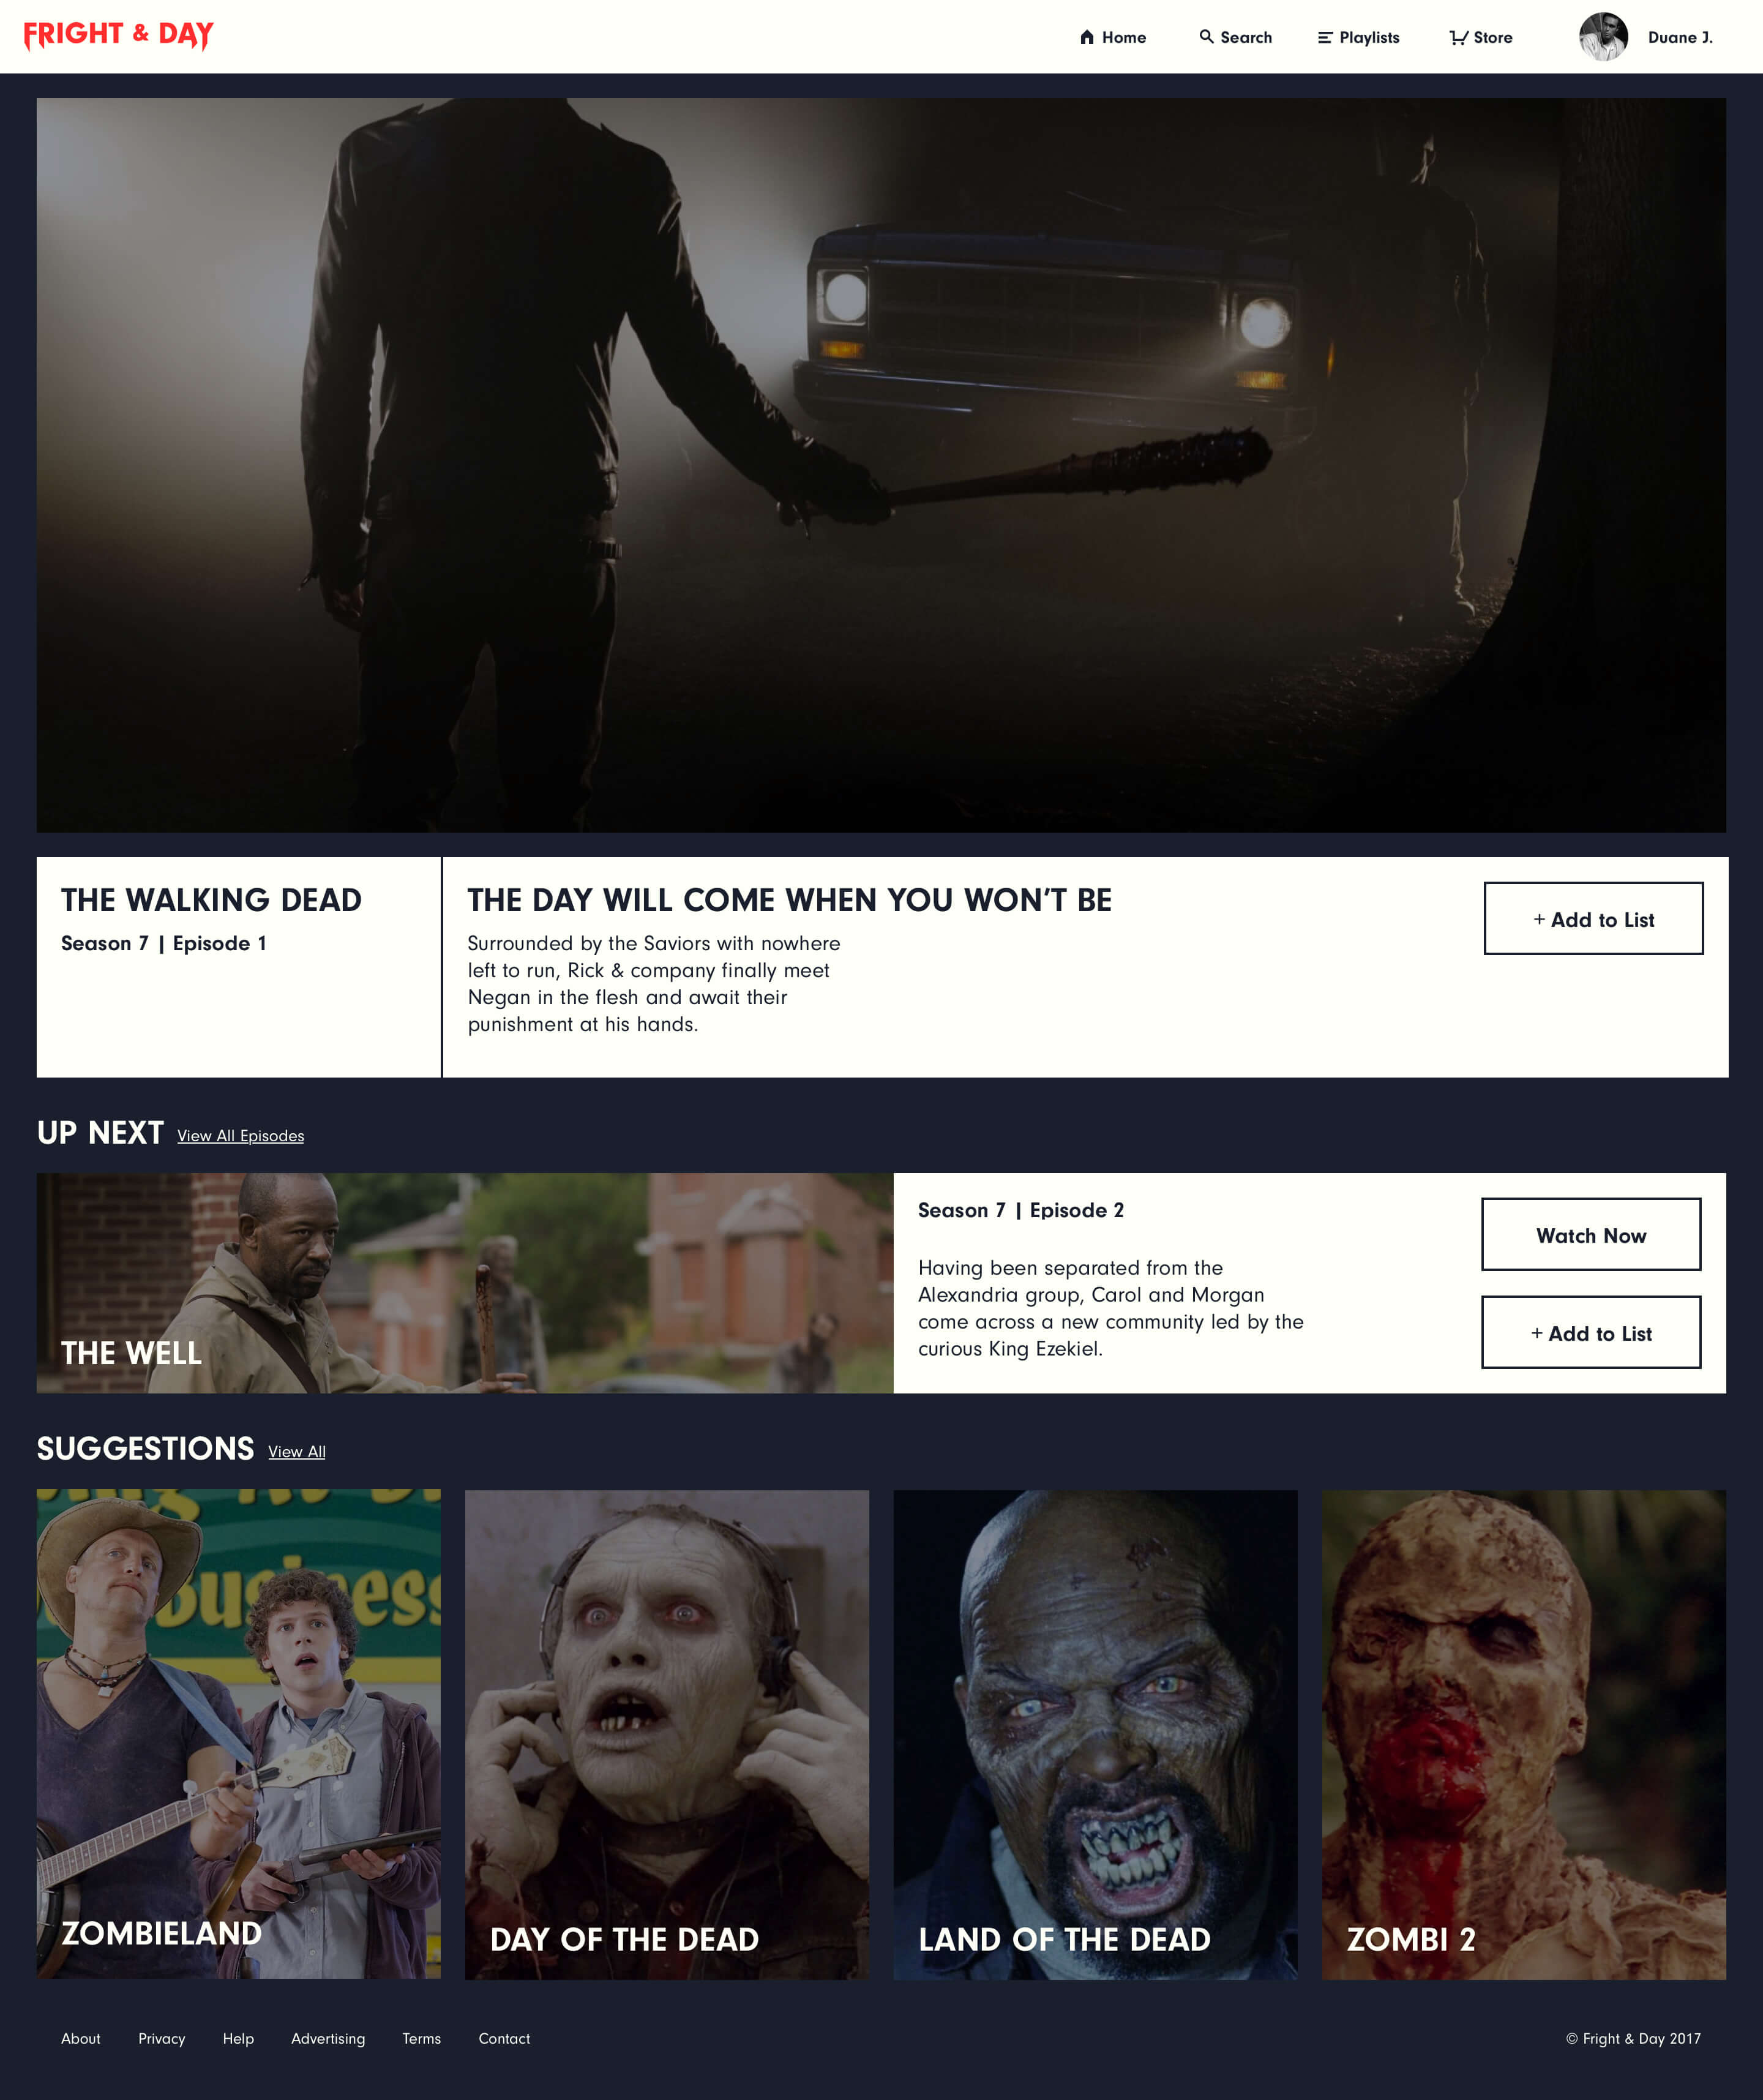 FRIGHT & DAY
Home
Search
Playlists
Store
Duane J.
THE WALKING DEAD
Season 7 | Episode 1
THE DAY WILL COME WHEN YOU WON’T BE
Surrounded by the Saviors with nowhere
left to run, Rick & company finally meet
Negan in the flesh and await their
punishment at his hands.
+ Add to List
UP NEXT View All Episodes
THE WELL
Season 7 | Episode 2
Having been separated from the
Alexandria group, Carol and Morgan
come across a new community led by the
curious King Ezekiel.
Watch Now
+ Add to List
SUGGESTIONS View All
ZOMBIELAND
DAY OF THE DEAD
LAND OF THE DEAD
ZOMBI 2
About Privacy Help Advertising Terms Contact
© Fright & Day 2017